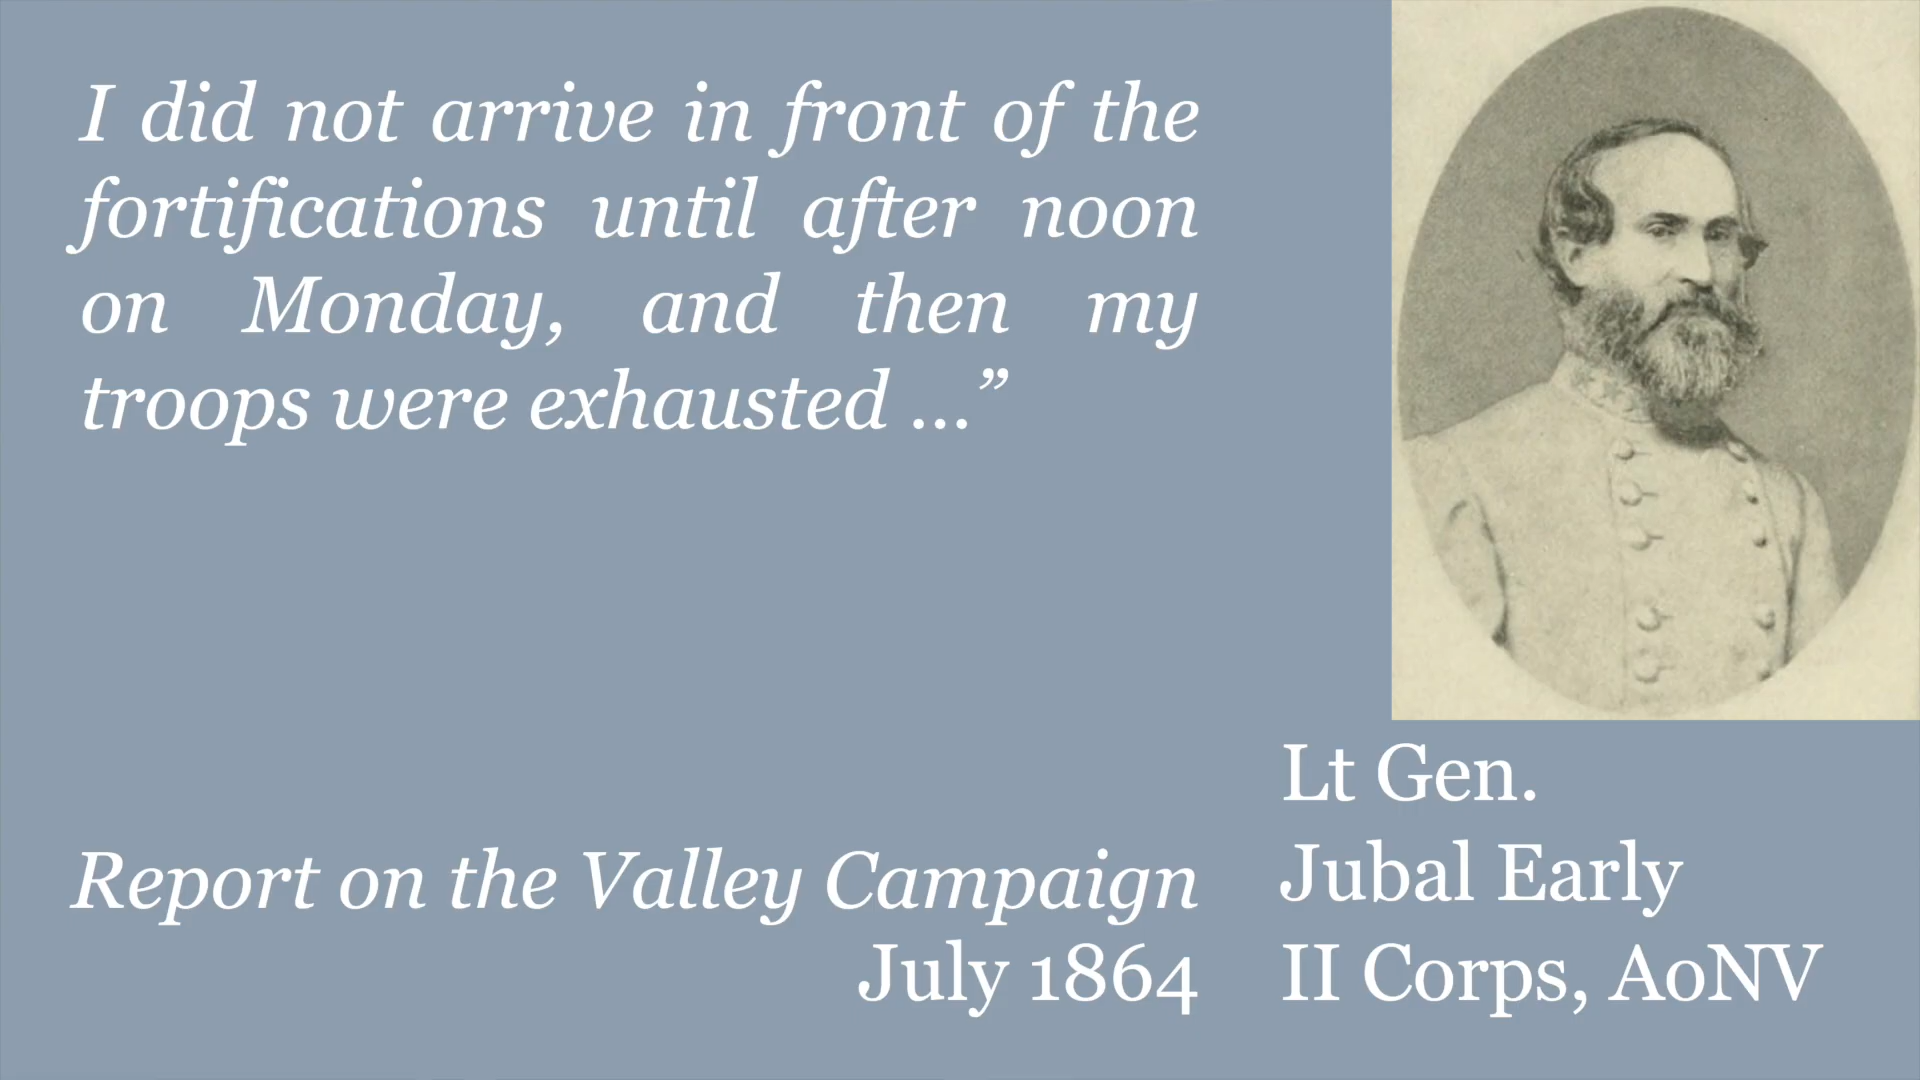 I did not arrive in front of the
fortifications until after noon
on Monday, and then my
troops were exhausted ...”
Report on the Valley Campaign
July 1864
Lt Gen.
Jubal Early
II Corps, AoNV